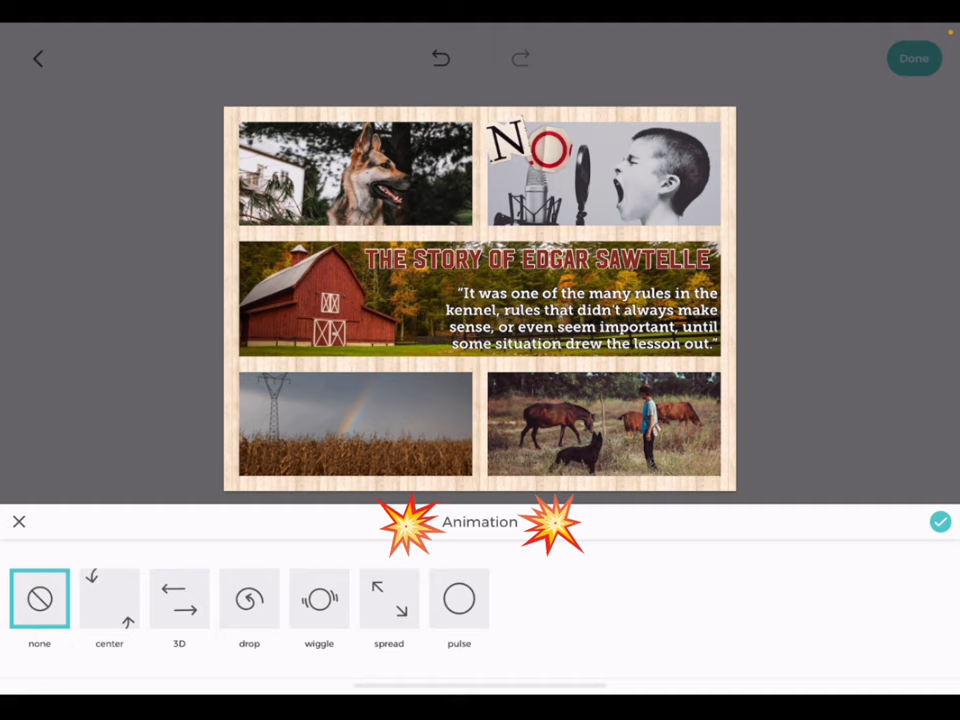 Done
NO
THE STORY OF EDGAR SAWTELLE
“It was one of the many rules in the
kennel, rules that didn't always make
sense, or even seem important, until
some situation drew the lesson out.”
Animation
none
center
3D
drop
wiggle
spread
pulse